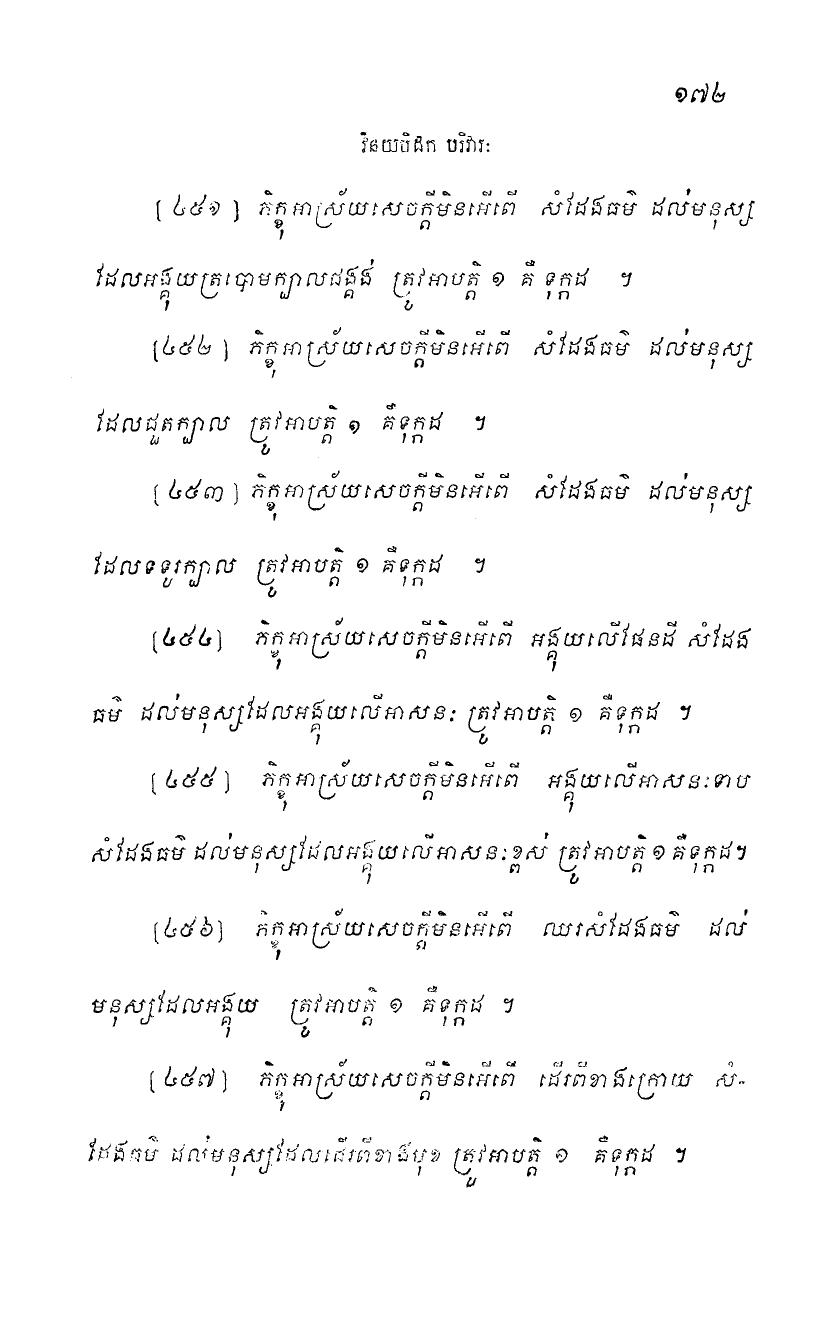 ១៧២
វិនយបិដក បរិវារៈ
[៤៥១] ភិក្ខុអាស្រ័យសេចក្តីមិនអើពើ សំដែងធម៌ ដល់មនុស្ស
ដែលអង្គុយត្របោមក្បាលជង្គង់ ត្រូវអាបត្តិ ១ គឺ ទុក្កដ ។
[៤៥២] ភិក្ខុអាស្រ័យសេចក្តីមិនអើពើ សំដែងធម៌ ដល់មនុស្ស
ដែលជួតក្បាល ត្រូវអាបត្តិ ១ គឺទុក្កដ ។
[៤៥៣] ភិក្ខុអាស្រ័យសេចក្តីមិនអើពើ សំដែងធម៌ ដល់មនុស្ស
ដែលទទូរក្បាល ត្រូវអាបត្តិ ១ គឺទុក្កដ ។
[៤៥៤] ភិក្ខុអាស្រ័យសេចក្តីមិនអើពើ អង្គុយលើផែនដី សំដែង
ធម៌ ដល់មនុស្សដែលអង្គុយលើអាសនៈ ត្រូវអាបត្តិ ១ គឺទុក្កដ ។
[៤៥៥] ភិក្ខុអាស្រ័យសេចក្តីមិនអើពើ អង្គុយលើអាសនៈទាប
សំដែងធម៌ ដល់មនុស្សដែលអង្គុយលើអាសនៈខ្ពស់ ត្រូវអាបត្តិ ១ គឺទុក្កដ។
[៤៥៦] ភិក្ខុអាស្រ័យសេចក្តីមិនអើពើ ឈរសំដែងធម៌ ដល់
មនុស្សដែលអង្គុយ ត្រូវអាបត្តិ ១ គឺទុក្កដ ។
[៤៥៧] ភិក្ខុអាស្រ័យសេចក្តីមិនអើពើ ដើរពីខាងក្រោយ សំ-
ដែងធម៌ ដល់មនុស្សដែលដើរពីខាងមុខ ត្រូវអាបត្តិ ១ គឺទុក្កដ ។